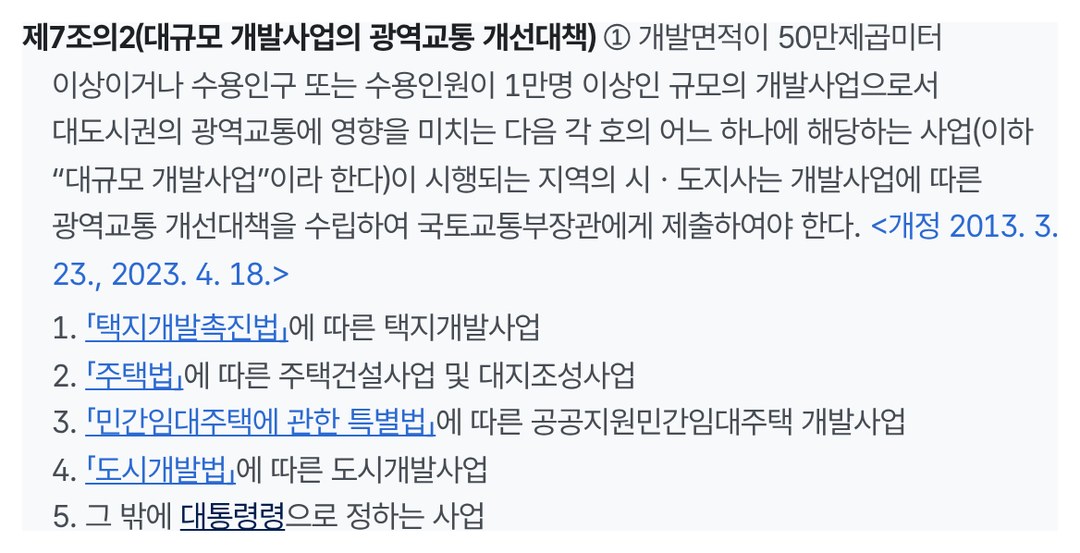 제7조의2(대규모 개발사업의 광역교통 개선대책) ① 개발면적이 50만제곱미터
이상이거나 수용인구 또는 수용인원이 1만명 이상인 규모의 개발사업으로서
대도시권의 광역교통에 영향을 미치는 다음 각 호의 어느 하나에 해당하는 사업(이하
“대규모 개발사업”이라 한다)이 시행되는 지역의 시ㆍ도지사는 개발사업에 따른
광역교통 개선대책을 수립하여 국토교통부장관에게 제출하여야 한다. <개정 2013. 3.
23., 2023. 4. 18.>
1. 「택지개발촉진법」에 따른 택지개발사업
2. 「주택법」에 따른 주택건설사업 및 대지조성사업
3. 「민간임대주택에 관한 특별법」에 따른 공공지원민간임대주택 개발사업
4. 「도시개발법」에 따른 도시개발사업
5. 그 밖에 대통령령으로 정하는 사업